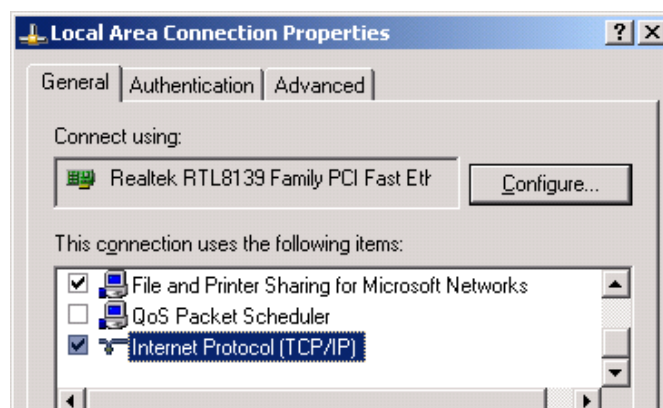 Local Area Connection Properties
General Authentication Advanced
Connect using:
Realtek RTL8139 Family PCI Fast Eth
Configure...
This connection uses the following items:
File and Printer Sharing for Microsoft Networks
QoS Packet Scheduler
Internet Protocol (TCP/IP)